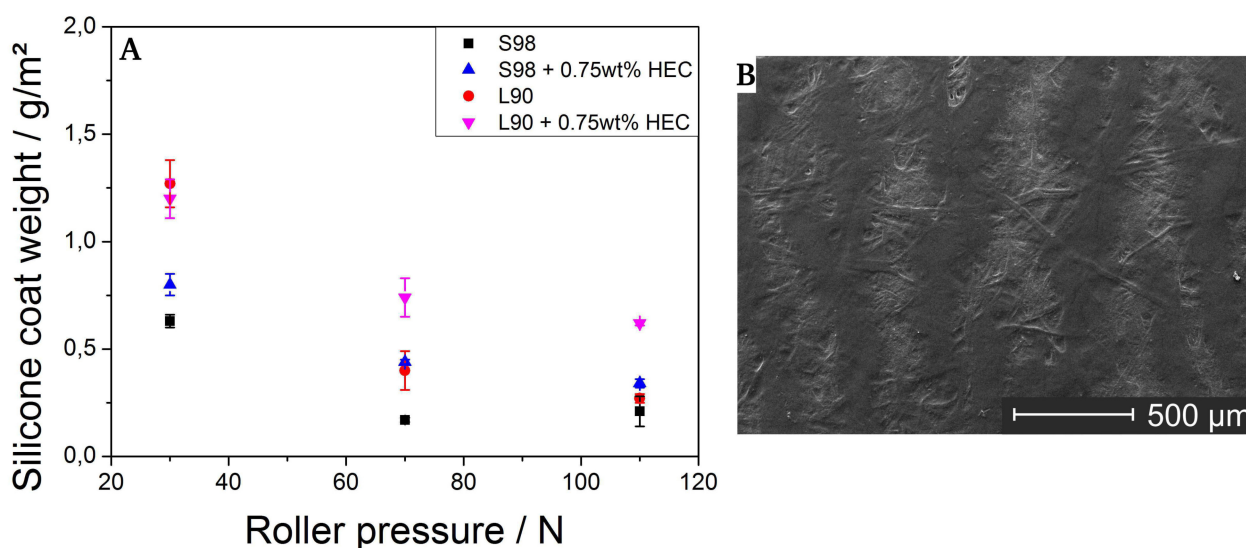 A
Silicone coat weight / g/m²
2,0
1,5
1,0
0,5
0,0
S98
S98 + 0.75wt% HEC
L90
L90 + 0.75wt% HEC
20
40
60
80
100
120
Roller pressure / N
B
500 µm